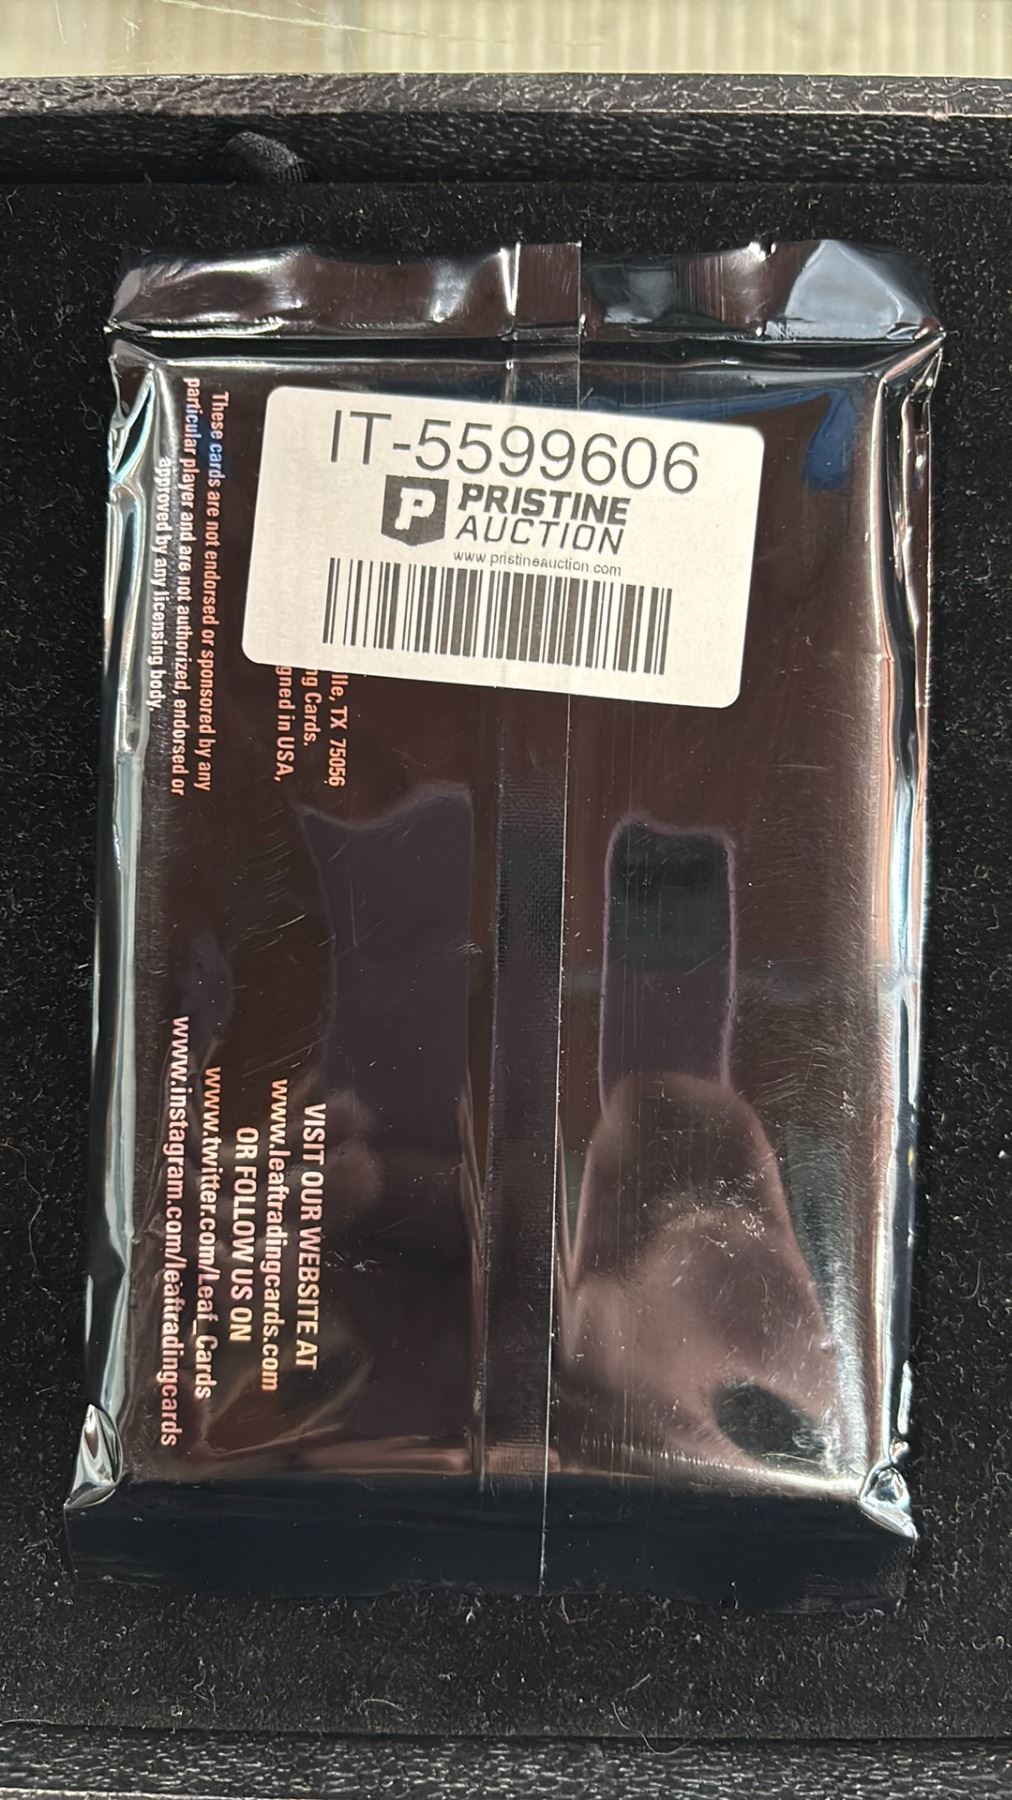 IT-5599606
P PRISTINE
AUCTION
www.pristineauction.com
lle, TX 75056
ng Cards.
gned in USA,
These cards are not endorsed or sponsored by any
particular player and are not authorized, endorsed or
approved by any licensing body.
VISIT OUR WEBSITE AT
www.leaftradingcards.com
OR FOLLOW US ON
www.twitter.com/Leaf_Cards
www.instagram.com/leaftradingcards